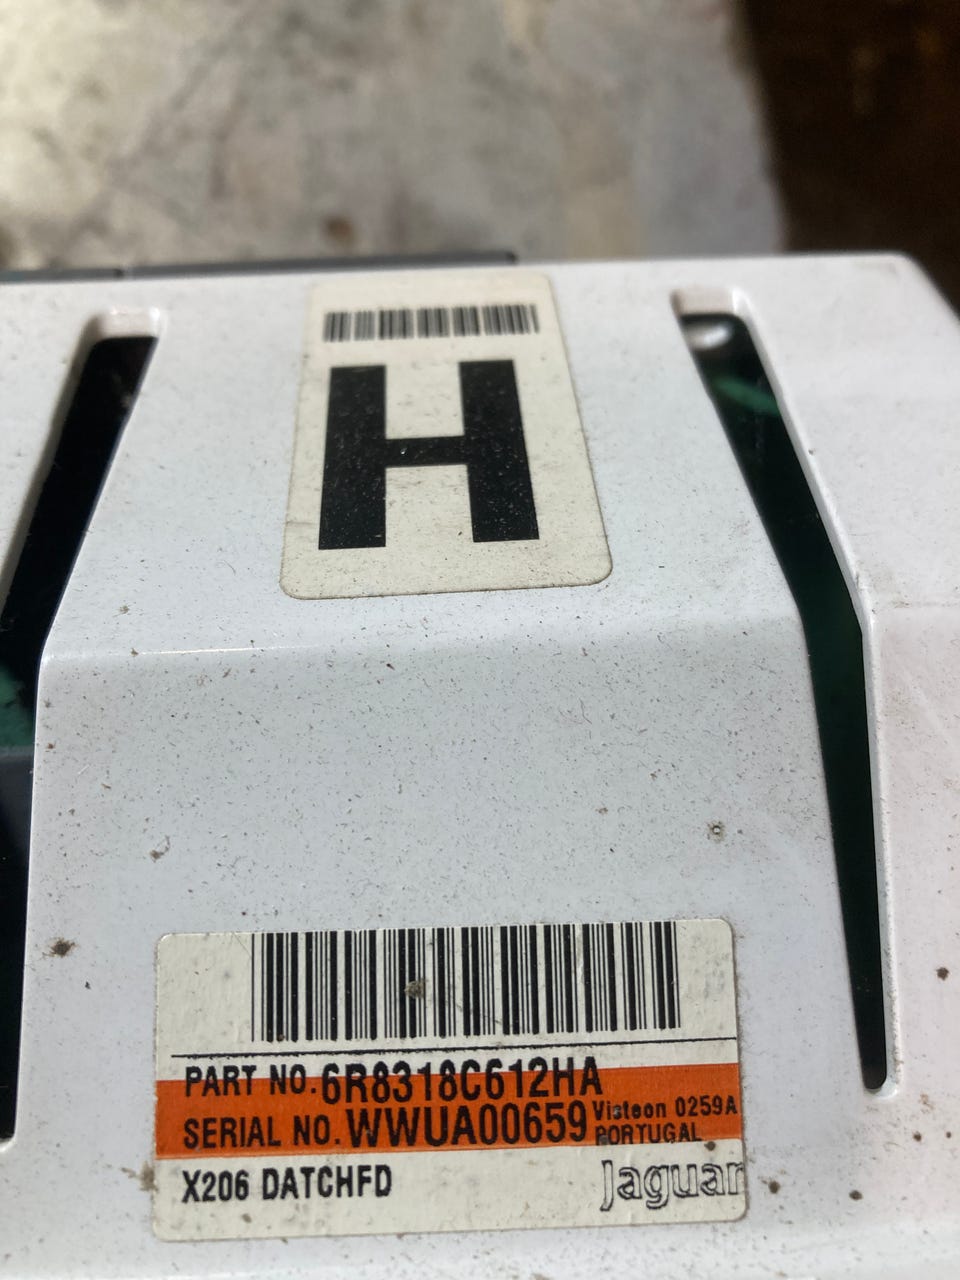 H
PART NO. 6R8318C612HA
SERIAL NO. WWUA00659 Visteon 0259A
PORTUGAL
X206 DATCHFD Jaguar